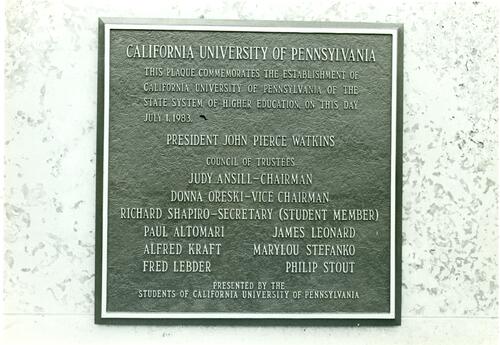 CALIFORNIA UNIVERSITY OF PENNSYLVANIA
THIS PLAQUE COMMEMORATES THE ESTABLISHMENT OF
CALIFORNIA UNIVERSITY OF PENNSYLVANIA OF THE
STATE SYSTEM OF HIGHER EDUCATION, ON THIS DAY
JULY 1, 1983.
PRESIDENT JOHN PIERCE WATKINS
COUNCIL OF TRUSTEES
JUDY ANSILL-CHAIRMAN
DONNA ORESKI-VICE CHAIRMAN
RICHARD SHAPIRO-SECRETARY (STUDENT MEMBER)
PAUL ALTOMARI JAMES LEONARD
ALFRED KRAFT MARYLOU STEFANKO
FRED LEBDER PHILIP STOUT
PRESENTED BY THE
STUDENTS OF CALIFORNIA UNIVERSITY OF PENNSYLVANIA